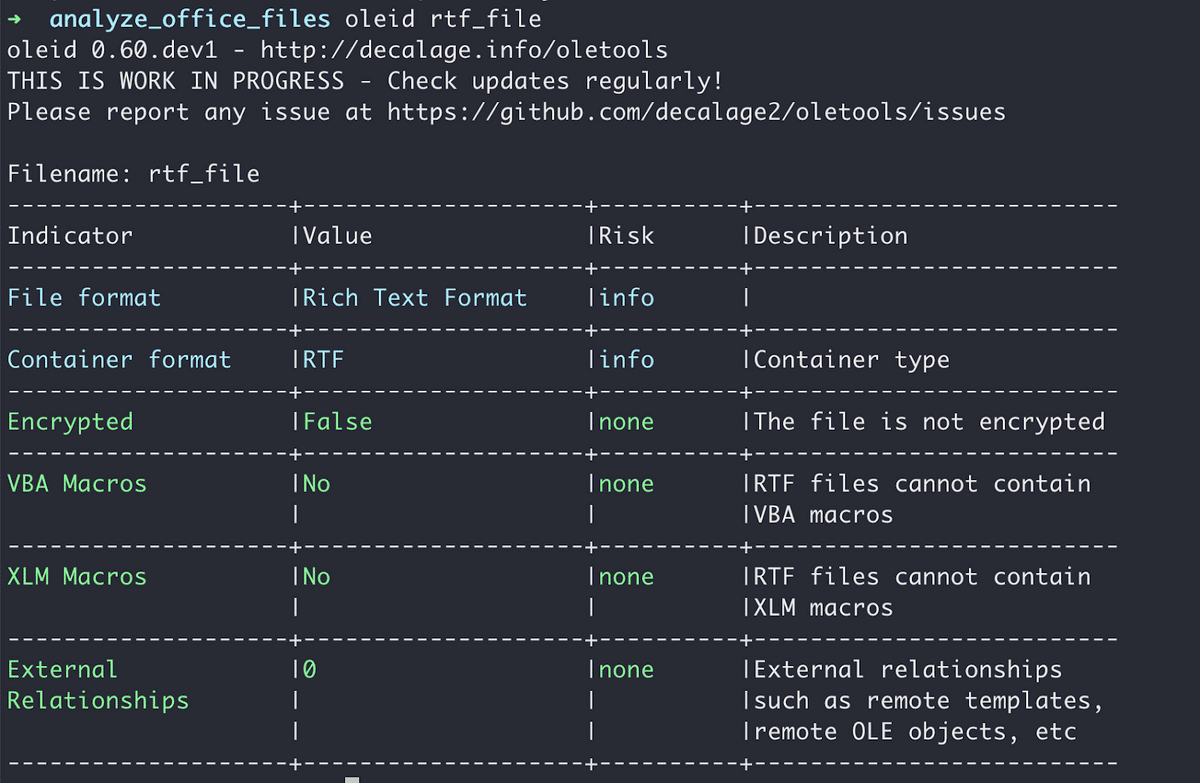 → analyze_office_files oleid rtf_file
oleid 0.60.dev1 - http://decalage.info/oletools
THIS IS WORK IN PROGRESS - Check updates regularly!
Please report any issue at https://github.com/decalage2/oletools/issues

Filename: rtf_file
--------------------+--------------------+----------+--------------------------
Indicator           |Value               |Risk      |Description
--------------------+--------------------+----------+--------------------------
File format         |Rich Text Format    |info      |
--------------------+--------------------+----------+--------------------------
Container format    |RTF                 |info      |Container type
--------------------+--------------------+----------+--------------------------
Encrypted           |False               |none      |The file is not encrypted
--------------------+--------------------+----------+--------------------------
VBA Macros          |No                  |none      |RTF files cannot contain
                    |                    |          |VBA macros
--------------------+--------------------+----------+--------------------------
XLM Macros          |No                  |none      |RTF files cannot contain
                    |                    |          |XLM macros
--------------------+--------------------+----------+--------------------------
External            |0                   |none      |External relationships
Relationships       |                    |          |such as remote templates,
                    |                    |          |remote OLE objects, etc
--------------------+--------------------+----------+--------------------------